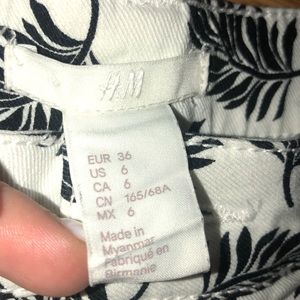 H&M
EUR 36
US 6
CA 6
CN 165/68A
MX 6
Made in
Myanmar
Fabriqué en
Birmanie